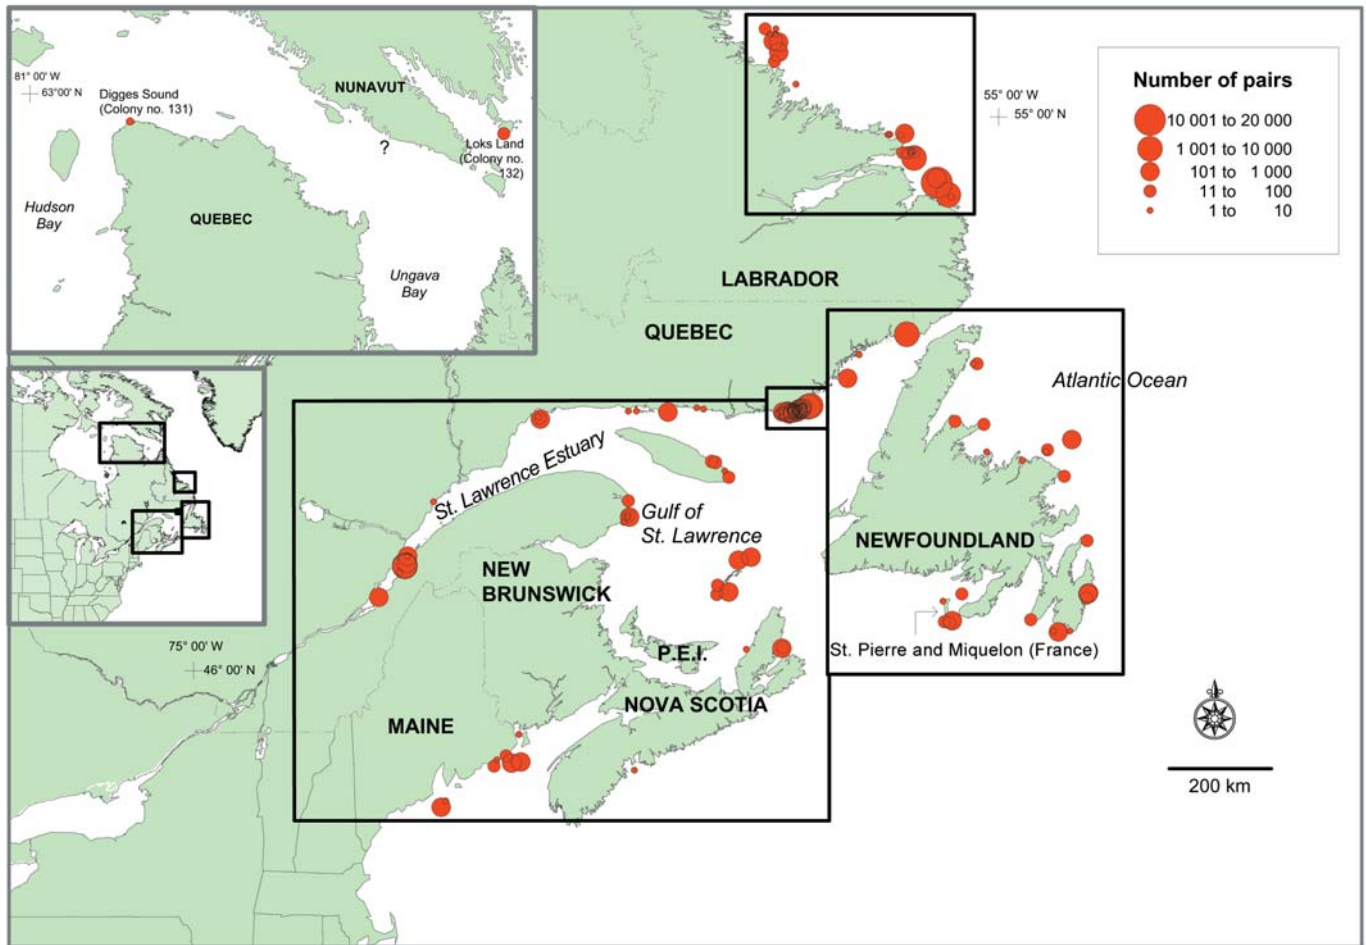 81° 00' W
63°00' N
Digges Sound
(Colony no. 131)
NUNAVUT
?
Loks Land
(Colony no.
132)
Hudson
Bay
QUEBEC
Ungava
Bay
55° 00' W
55° 00' N
Number of pairs
10 001 to 20 000
1 001 to 10 000
101 to 1 000
11 to 100
1 to 10
LABRADOR
QUEBEC
Atlantic Ocean
St. Lawrence Estuary
Gulf of
St. Lawrence
NEWFOUNDLAND
NEW
BRUNSWICK
75° 00' W
46° 00' N
P.E.I.
St. Pierre and Miquelon (France)
NOVA SCOTIA
MAINE
200 km